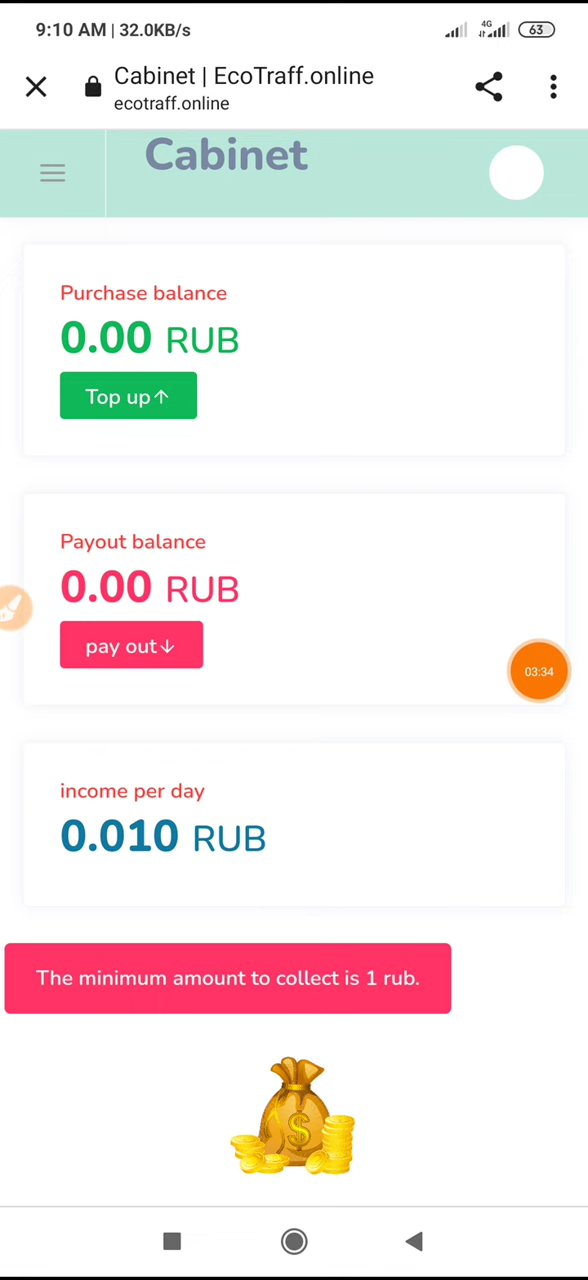 9:10 AM | 32.0KB/s
4G
63
Cabinet | EcoTraff.online
ecotraff.online
Cabinet
Purchase balance
0.00 RUB
Top up↑
Payout balance
0.00 RUB
pay out↓
03:34
income per day
0.010 RUB
The minimum amount to collect is 1 rub.
$